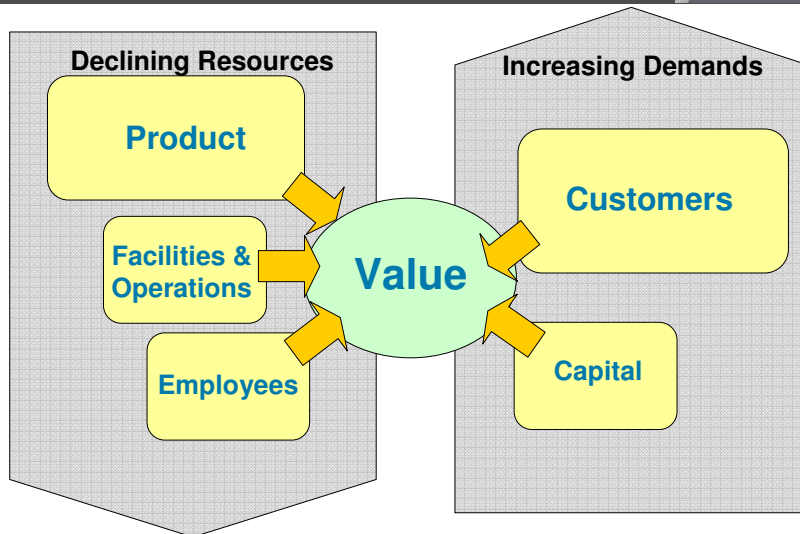 Declining Resources
Product
Facilities &
Operations
Employees
Value
Increasing Demands
Customers
Capital